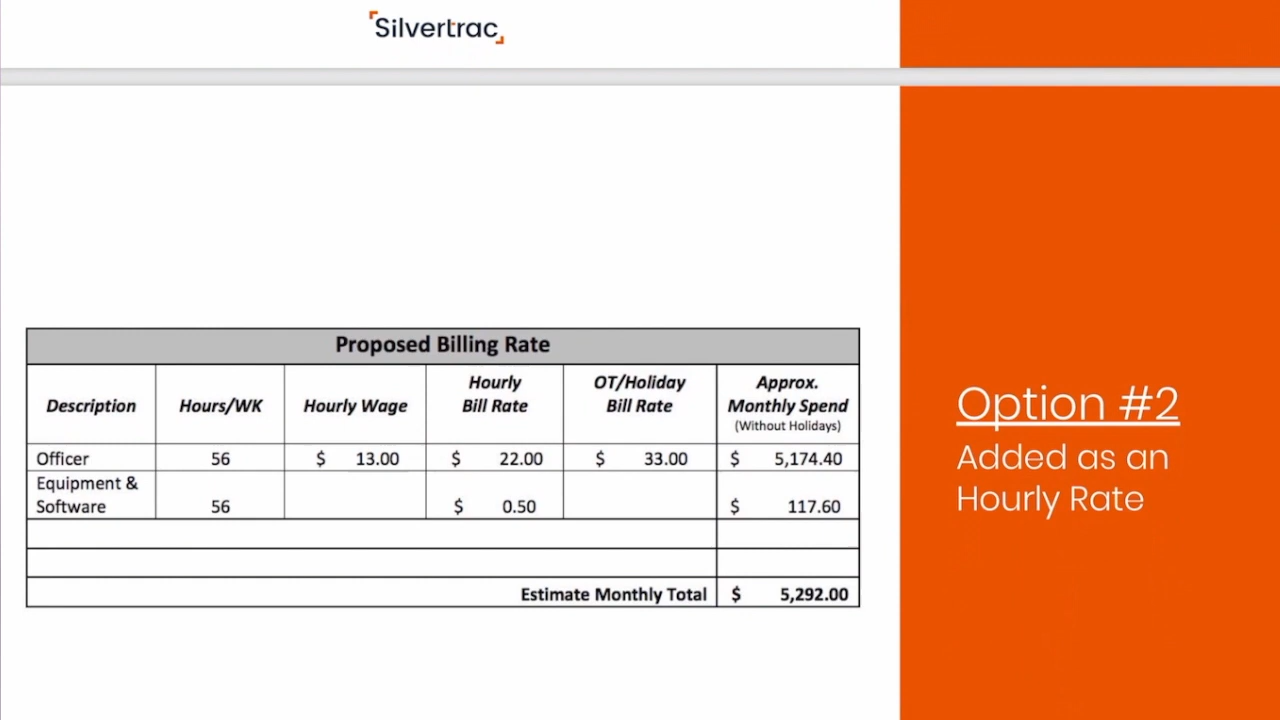 Silvertrac
Proposed Billing Rate
Description Hours/WK Hourly Wage Hourly Bill Rate OT/Holiday Bill Rate Approx. Monthly Spend (Without Holidays)
Officer 56 $ 13.00 $ 22.00 $ 33.00 $ 5,174.40
Equipment & Software 56 $ 0.50 $ 117.60
Estimate Monthly Total $ 5,292.00
Option #2
Added as an
Hourly Rate